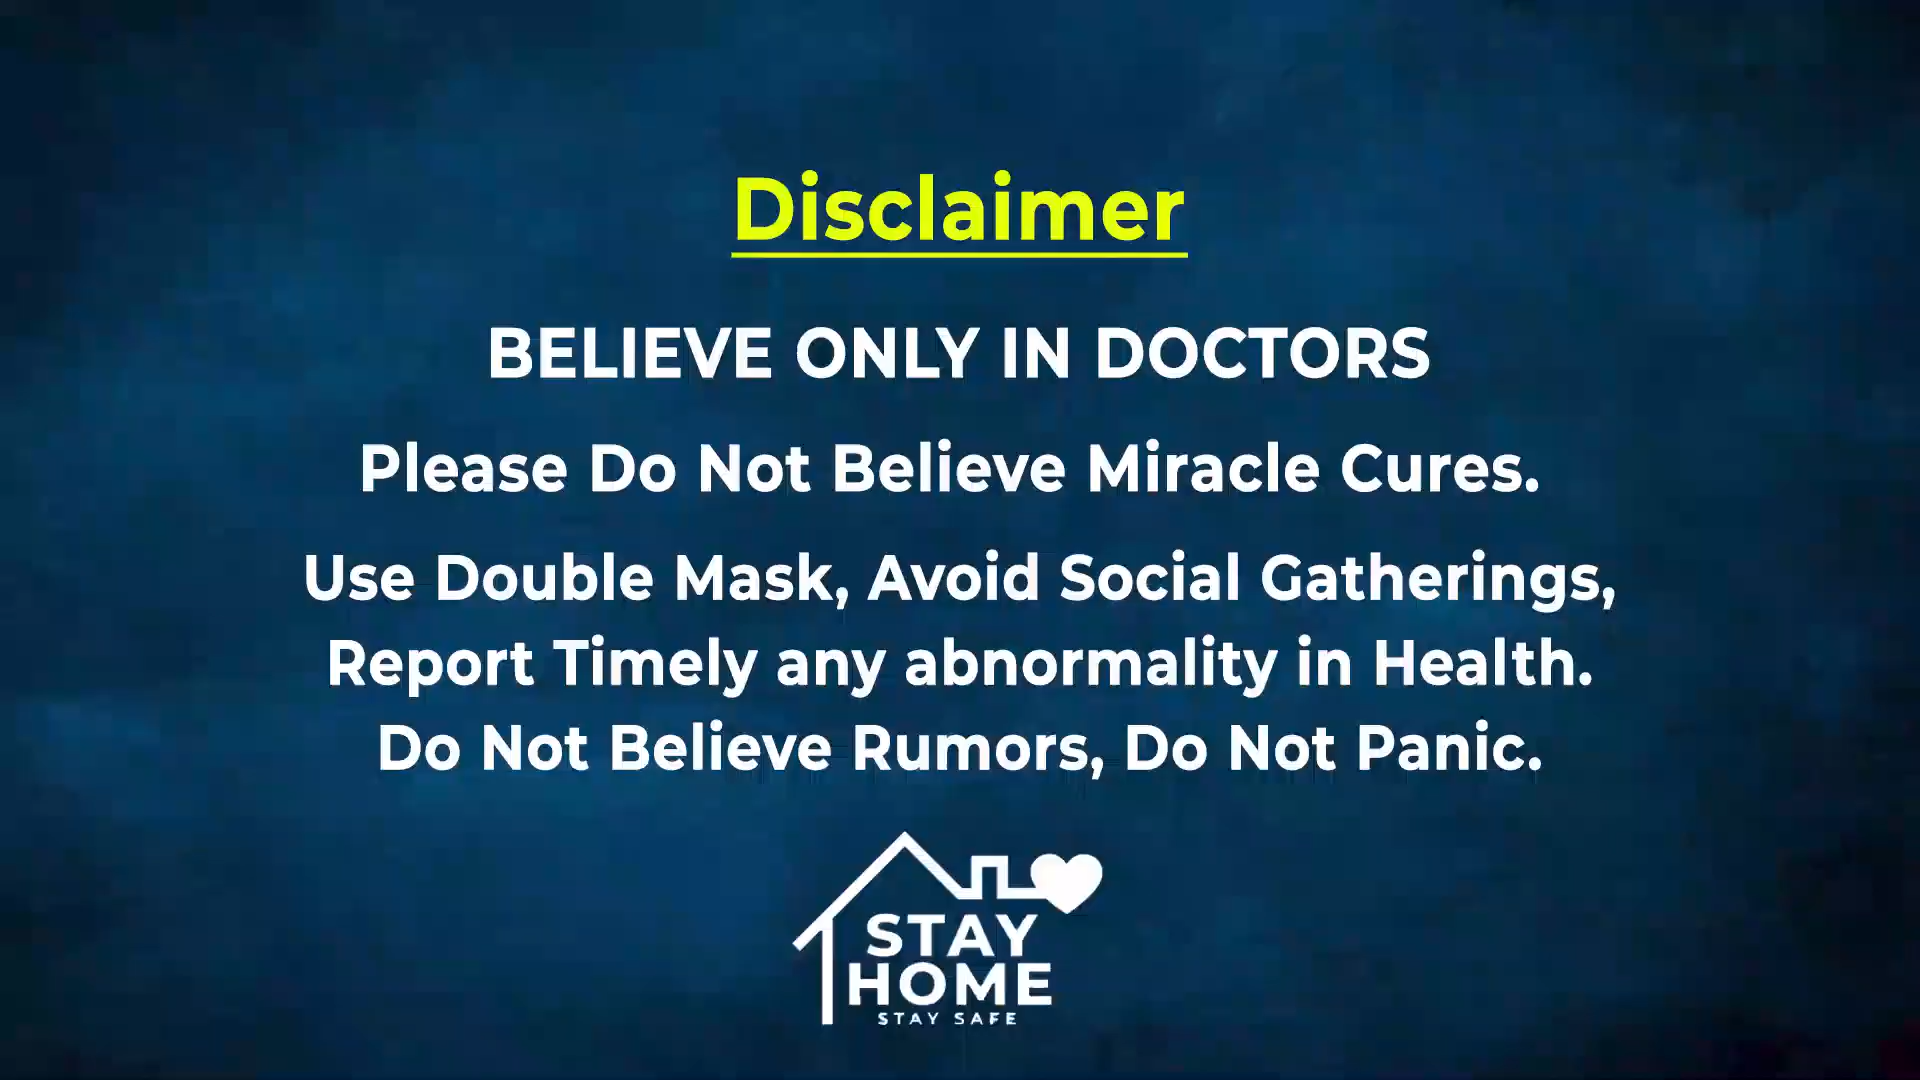 Disclaimer
BELIEVE ONLY IN DOCTORS
Please Do Not Believe Miracle Cures.
Use Double Mask, Avoid Social Gatherings,
Report Timely any abnormality in Health.
Do Not Believe Rumors, Do Not Panic.
STAY
HOME
STAY SAFE